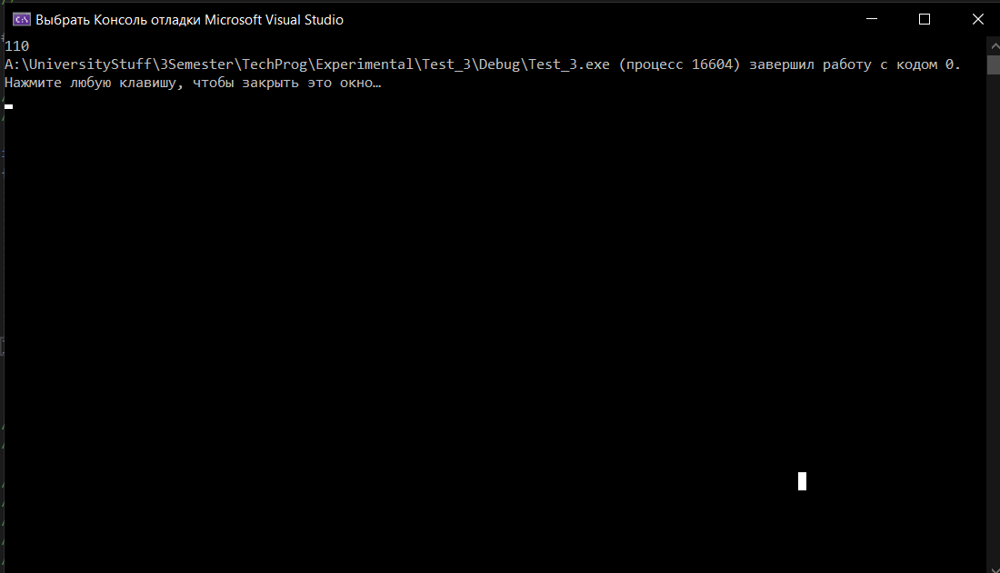 Выбрать Консоль отладки Microsoft Visual Studio
110
A:\UniversityStuff\3Semester\TechProg\Experimental\Test_3\Debug\Test_3.exe (процесс 16604) завершил работу с кодом 0.
Нажмите любую клавишу, чтобы закрыть это окно…